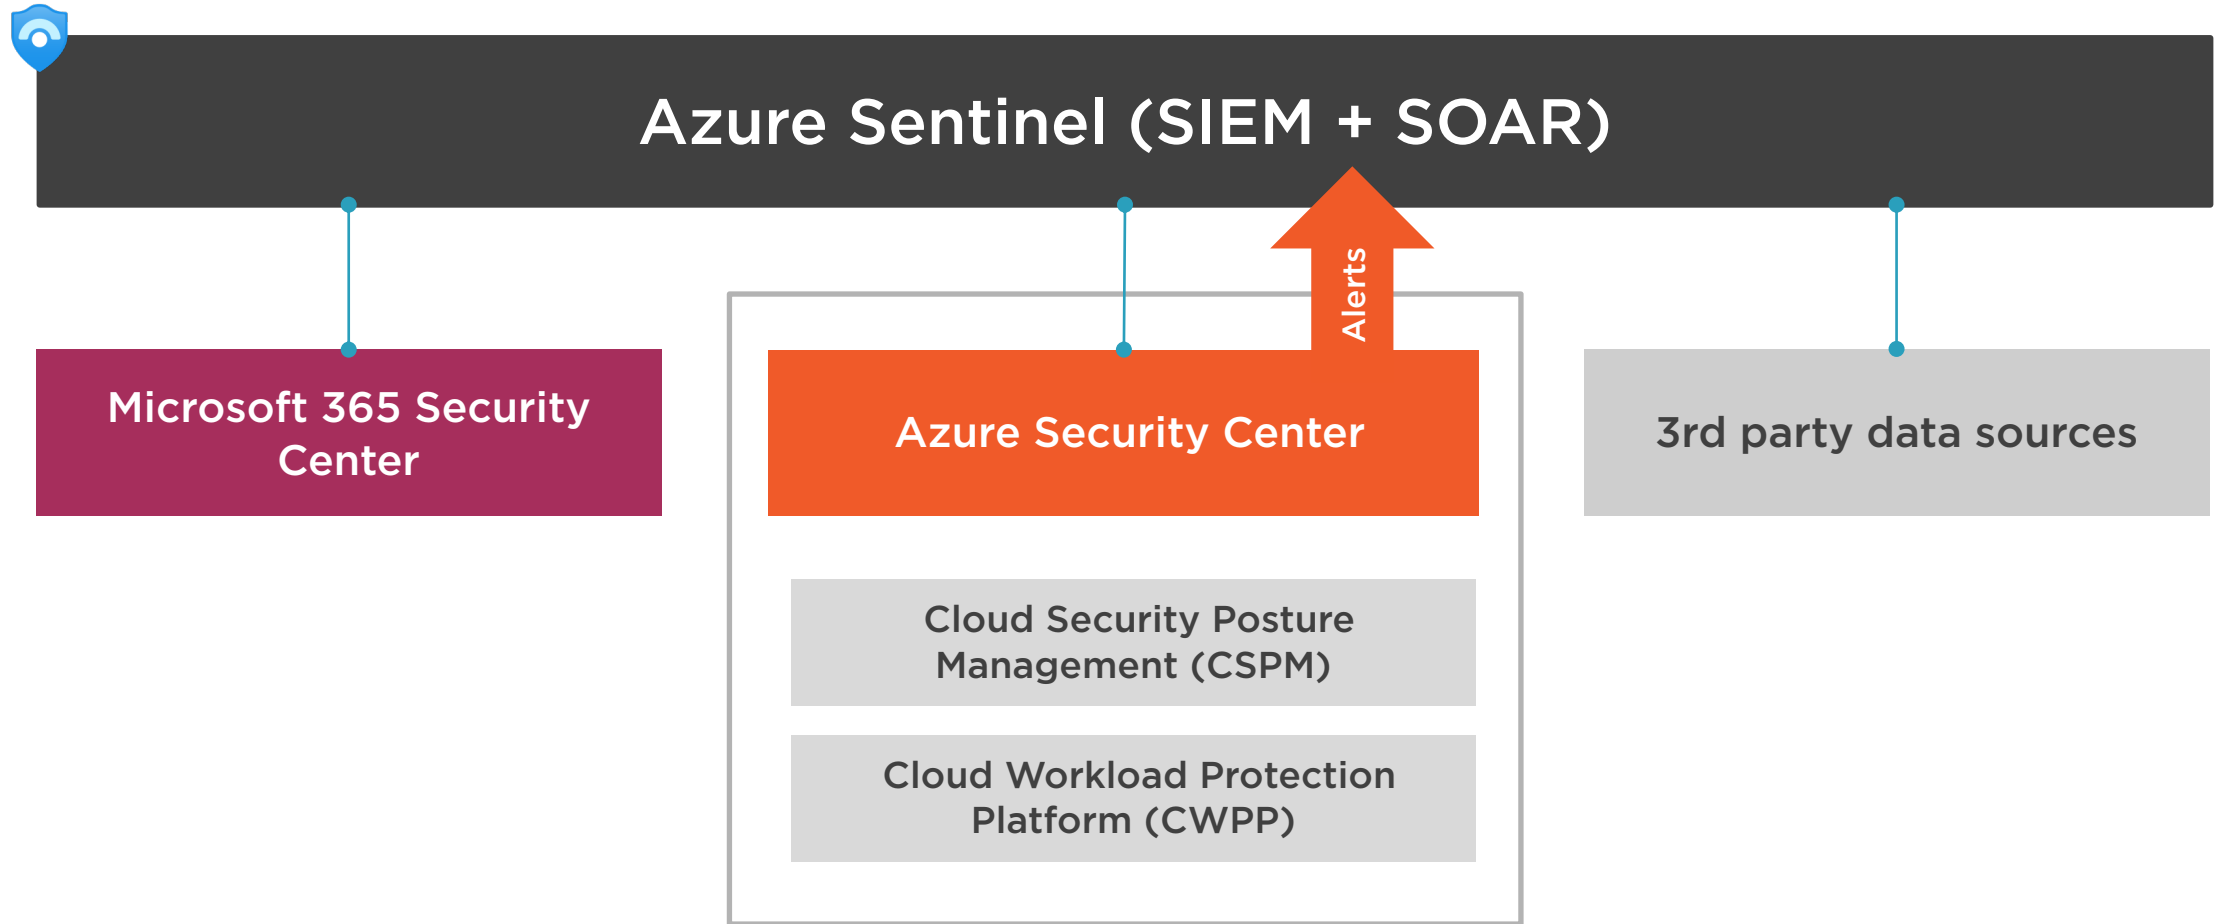 Azure Sentinel (SIEM + SOAR)
Alerts
Microsoft 365 Security
Center
Azure Security Center
3rd party data sources
Cloud Security Posture
Management (CSPM)
Cloud Workload Protection
Platform (CWPP)